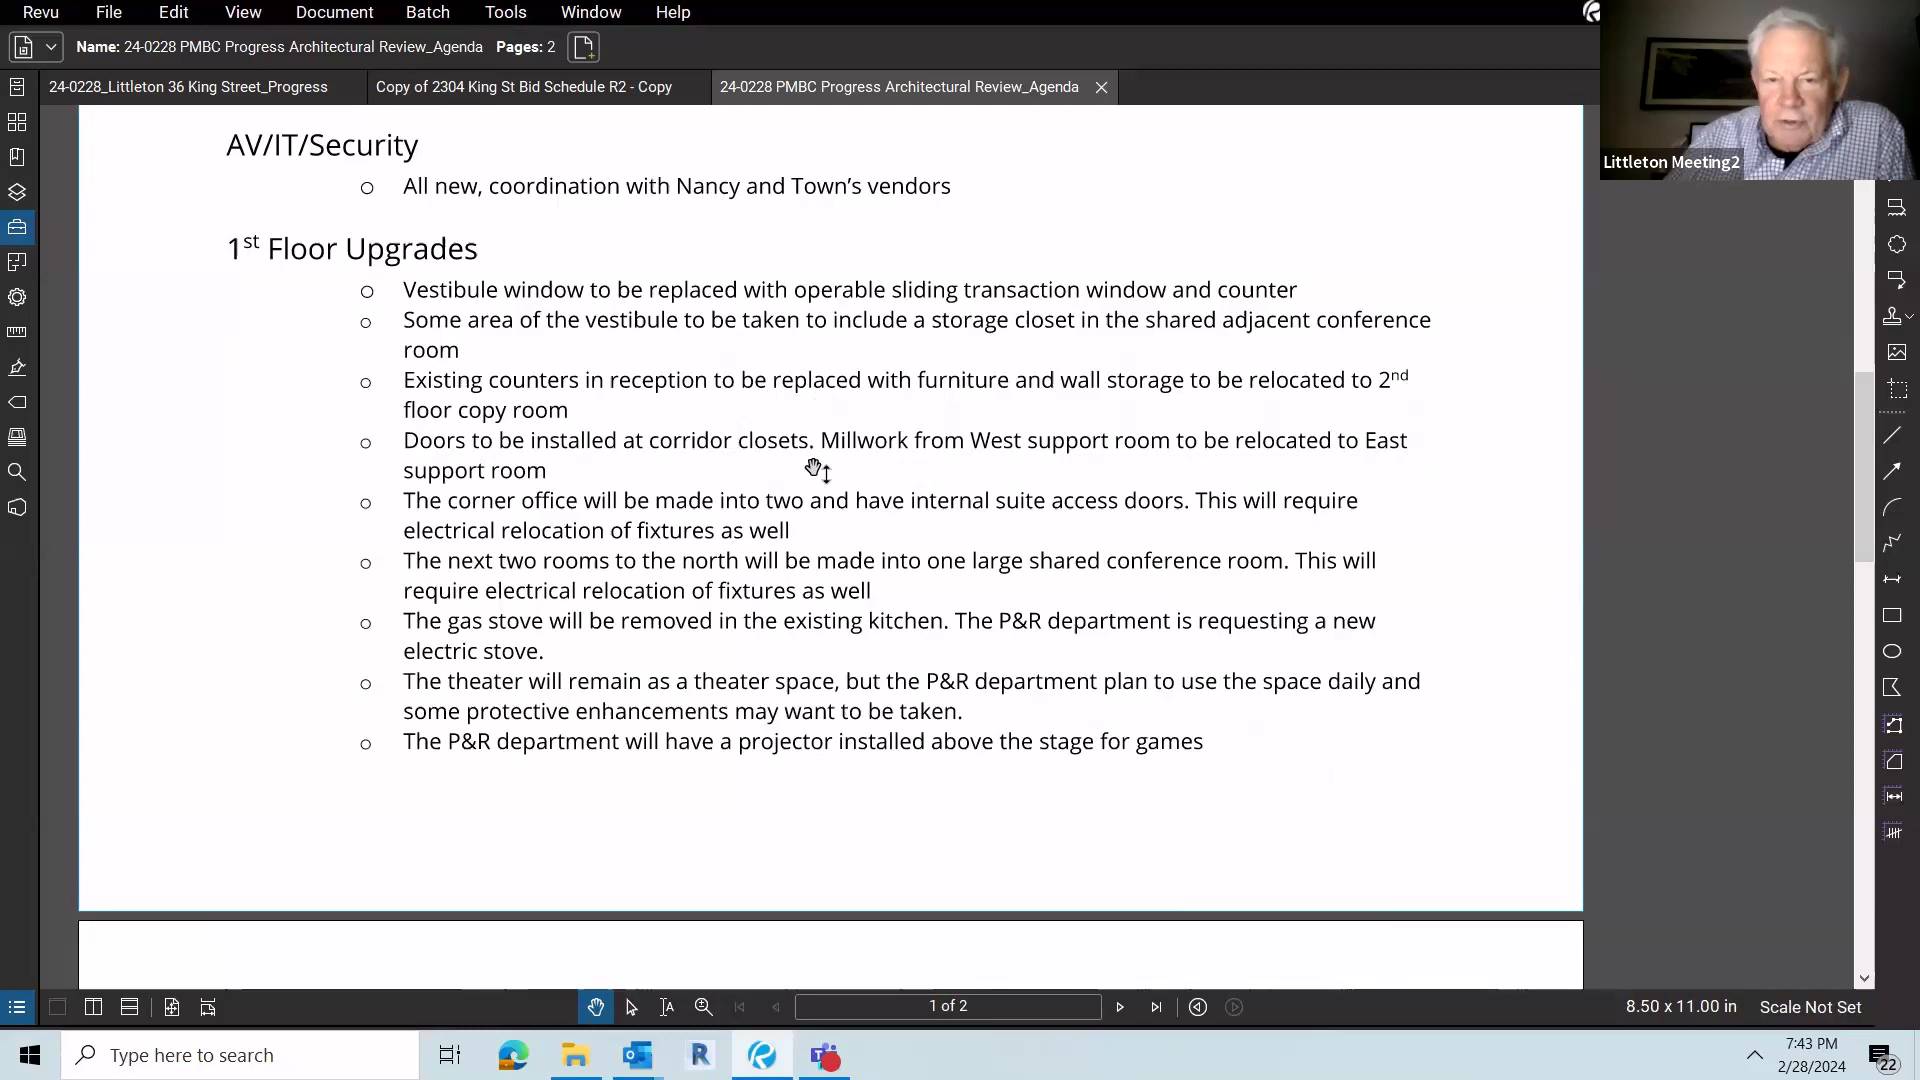 Revu File Edit View Document Batch Tools Window Help
Name: 24-0228 PMBC Progress Architectural Review_Agenda Pages: 2
24-0228_Littleton 36 King Street_Progress
Copy of 2304 King St Bid Schedule R2 - Copy
24-0228 PMBC Progress Architectural Review_Agenda
Littleton Meeting2
AV/IT/Security
o All new, coordination with Nancy and Town’s vendors
1st Floor Upgrades
o Vestibule window to be replaced with operable sliding transaction window and counter
o Some area of the vestibule to be taken to include a storage closet in the shared adjacent conference
room
o Existing counters in reception to be replaced with furniture and wall storage to be relocated to 2nd
floor copy room
o Doors to be installed at corridor closets. Millwork from West support room to be relocated to East
support room
o The corner office will be made into two and have internal suite access doors. This will require
electrical relocation of fixtures as well
o The next two rooms to the north will be made into one large shared conference room. This will
require electrical relocation of fixtures as well
o The gas stove will be removed in the existing kitchen. The P&R department is requesting a new
electric stove.
o The theater will remain as a theater space, but the P&R department plan to use the space daily and
some protective enhancements may want to be taken.
o The P&R department will have a projector installed above the stage for games
1 of 2
8.50 x 11.00 in
Scale Not Set
Type here to search
7:43 PM
2/28/2024
22